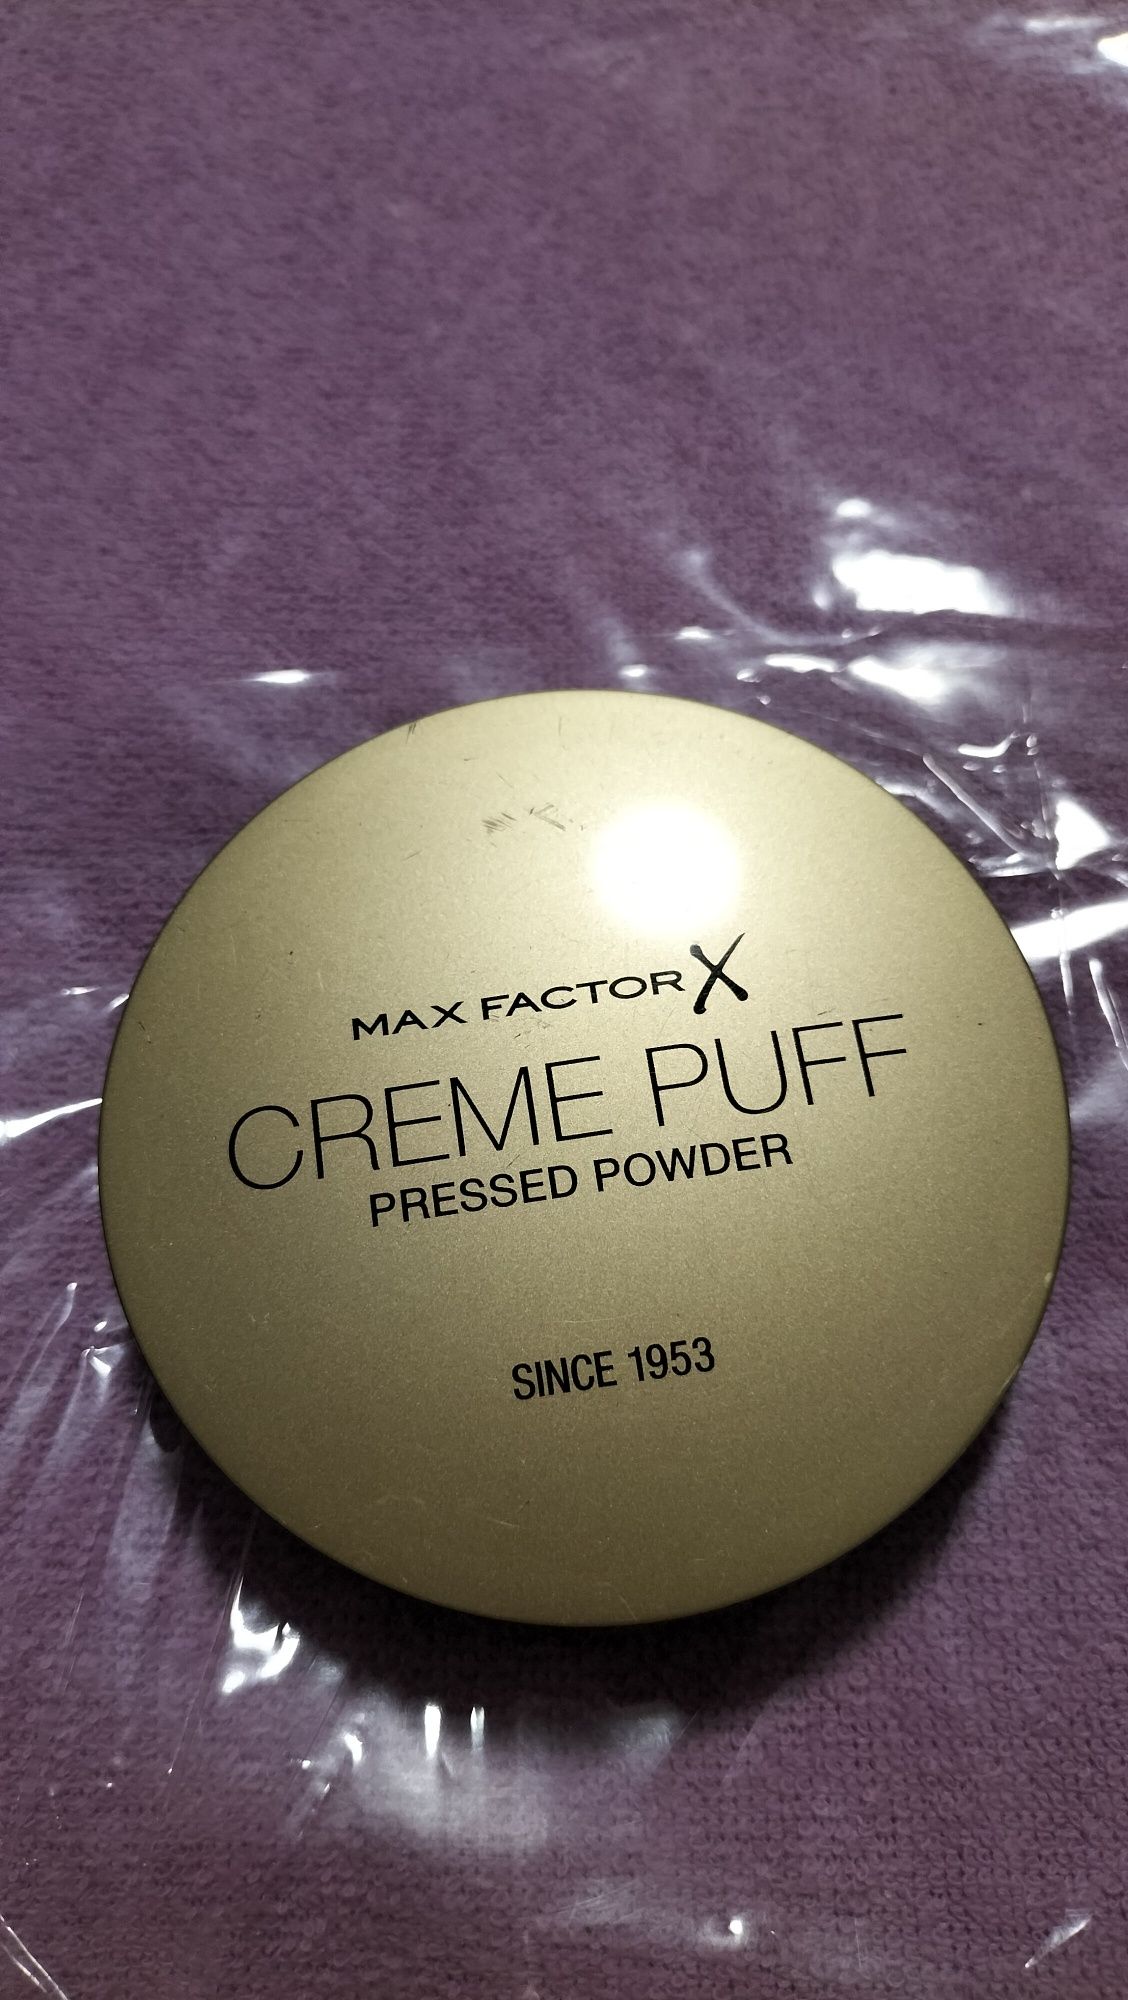 MAX FACTOR X
CREME PUFF
PRESSED POWDER
SINCE 1953